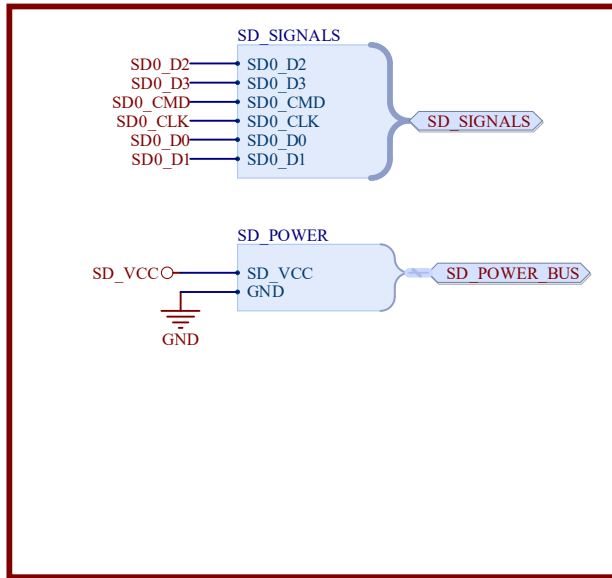 SD_SIGNALS
SD0_D2 SD0_D2
SD0_D3 SD0_D3
SD0_CMD SD0_CMD
SD0_CLK SD0_CLK SD_SIGNALS
SD0_D0 SD0_D0
SD0_D1 SD0_D1
SD_POWER
SD_VCC SD_VCC SD_POWER_BUS
GND
GND